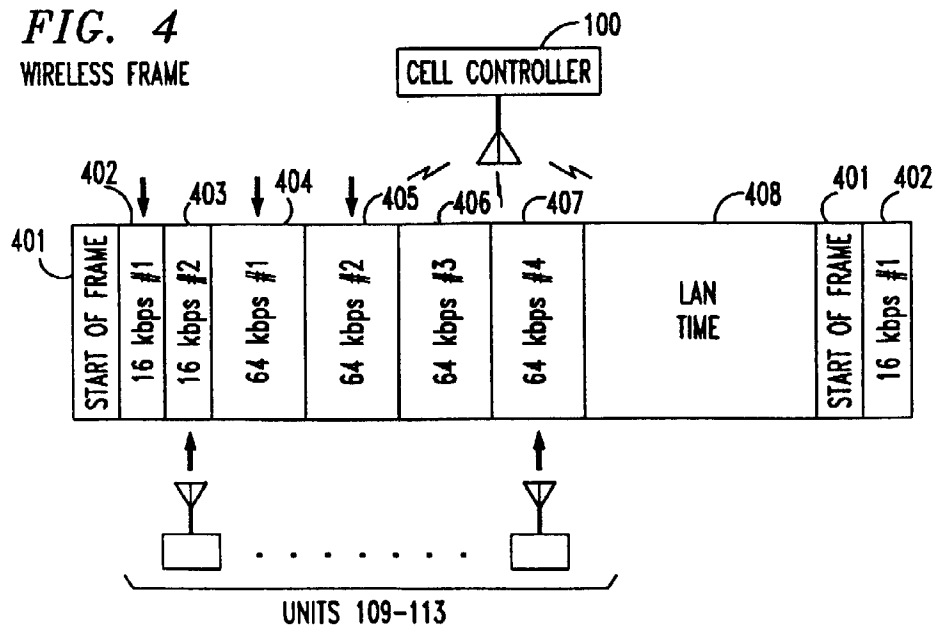 FIG. 4
WIRELESS FRAME
100
CELL CONTROLLER
402
403
404
405
406
407
408
401
402
401
START OF FRAME
16 kbps #1
16 kbps #2
64 kbps #1
64 kbps #2
64 kbps #3
64 kbps #4
LAN
TIME
START OF FRAME
16 kbps #1
UNITS 109-113